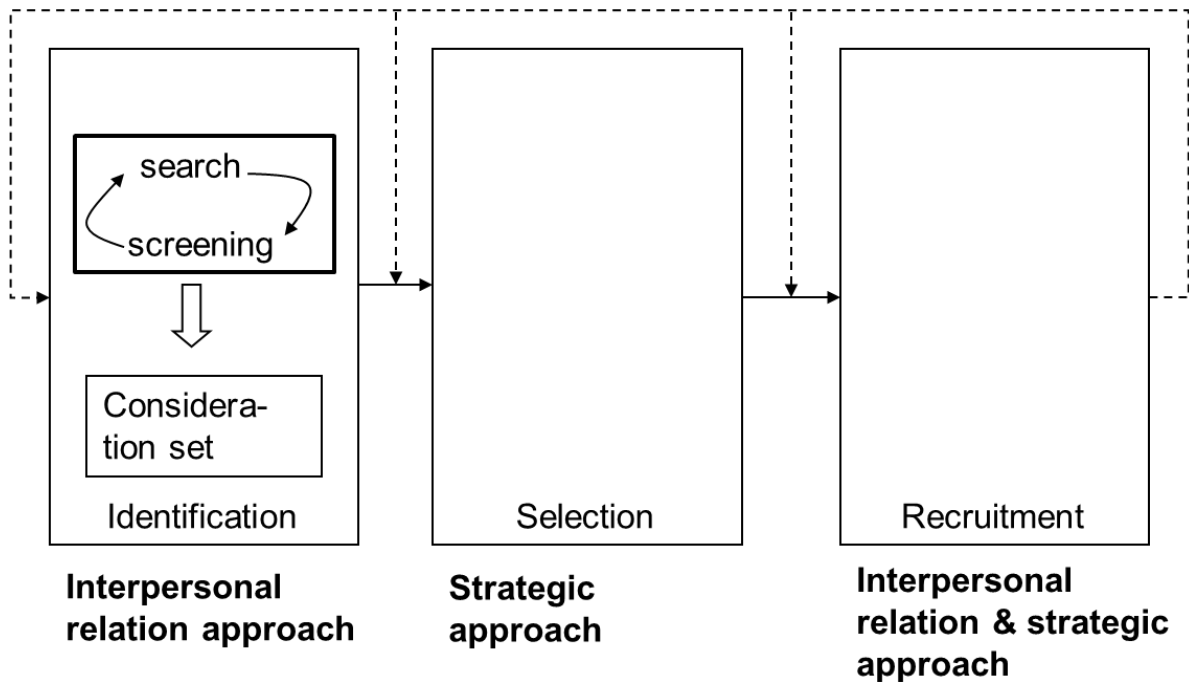 search
screening
Considera-
tion set
Identification
Selection
Recruitment
Interpersonal
relation approach
Strategic
approach
Interpersonal
relation & strategic
approach